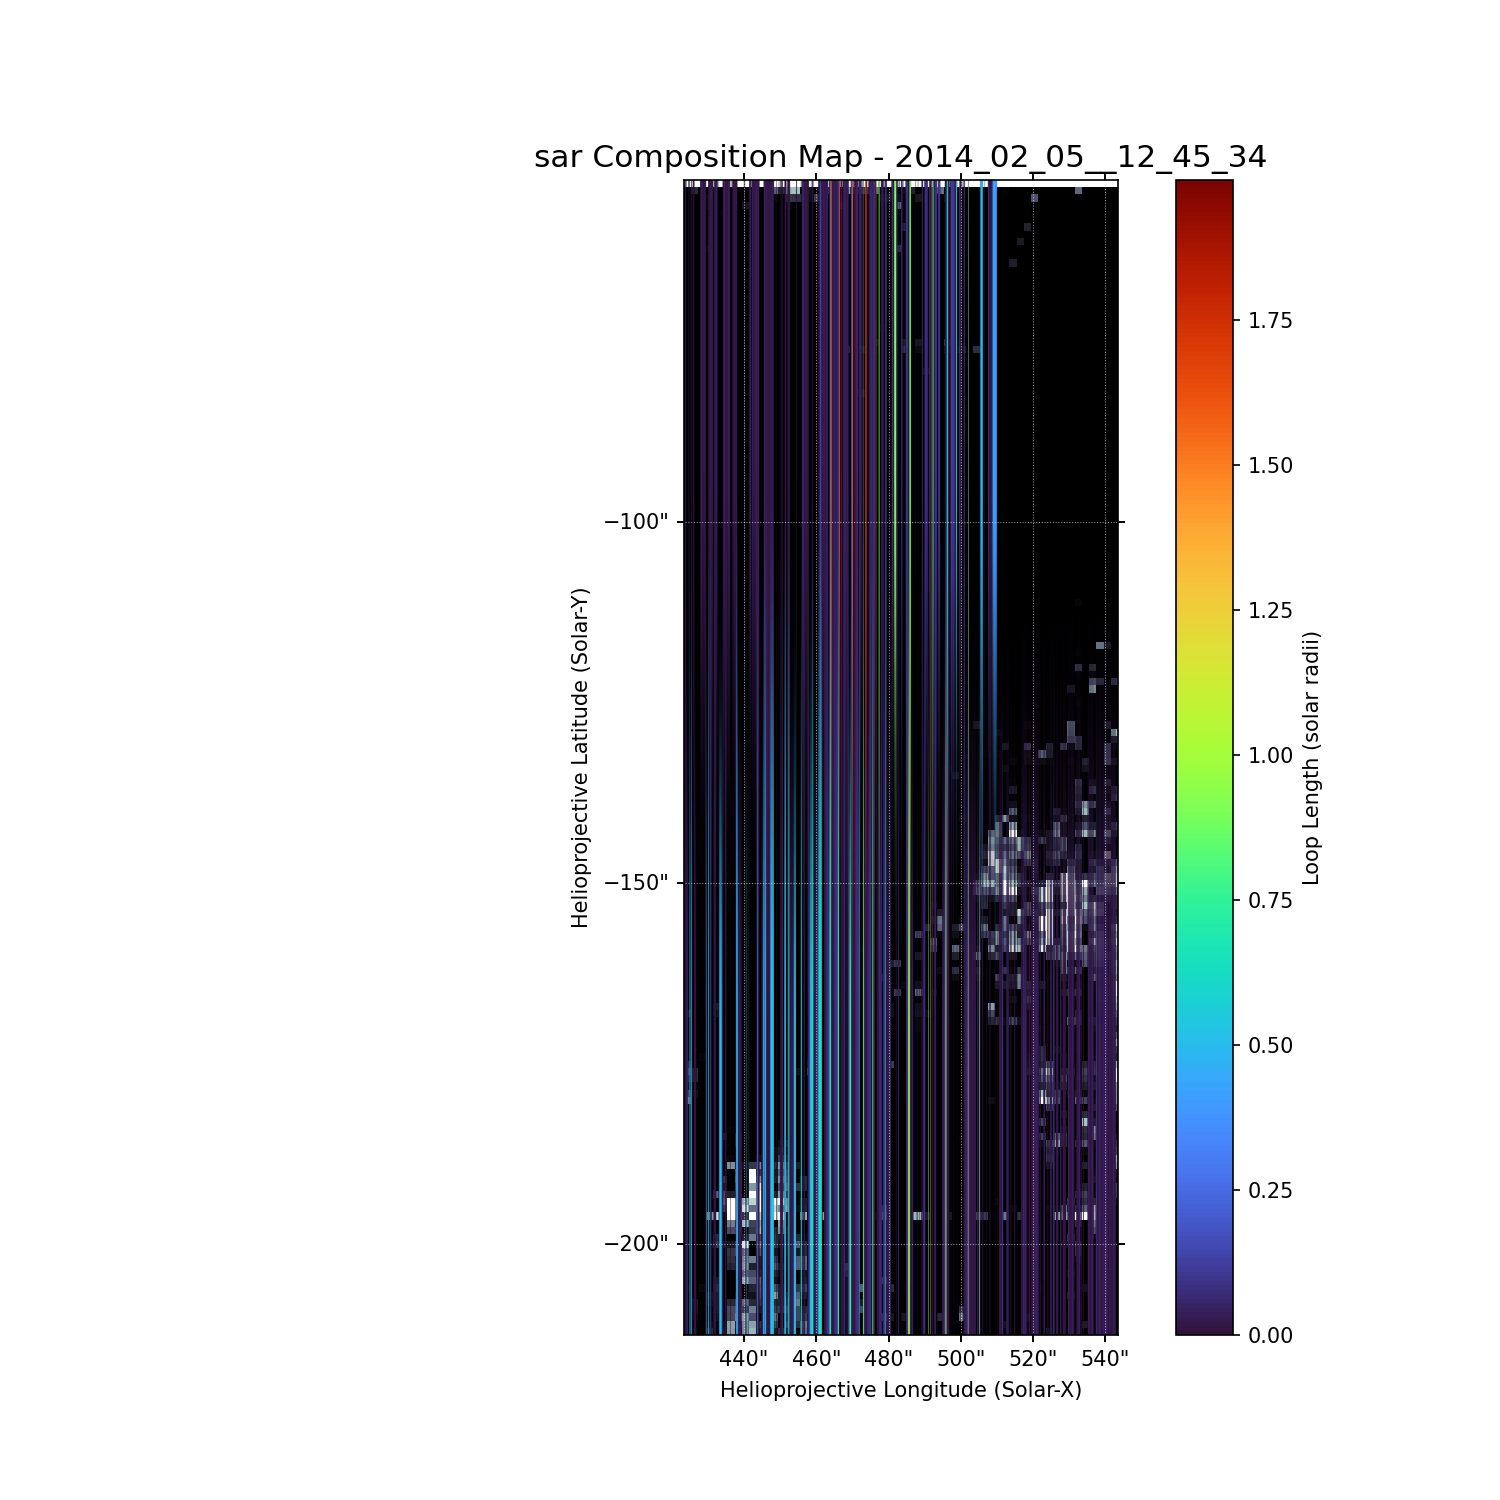 sar Composition Map - 2014_02_05__12_45_34
−100"
−150"
−200"
Helioprojective Latitude (Solar-Y)
440" 460" 480" 500" 520" 540"
Helioprojective Longitude (Solar-X)
1.75
1.50
1.25
1.00
0.75
0.50
0.25
0.00
Loop Length (solar radii)